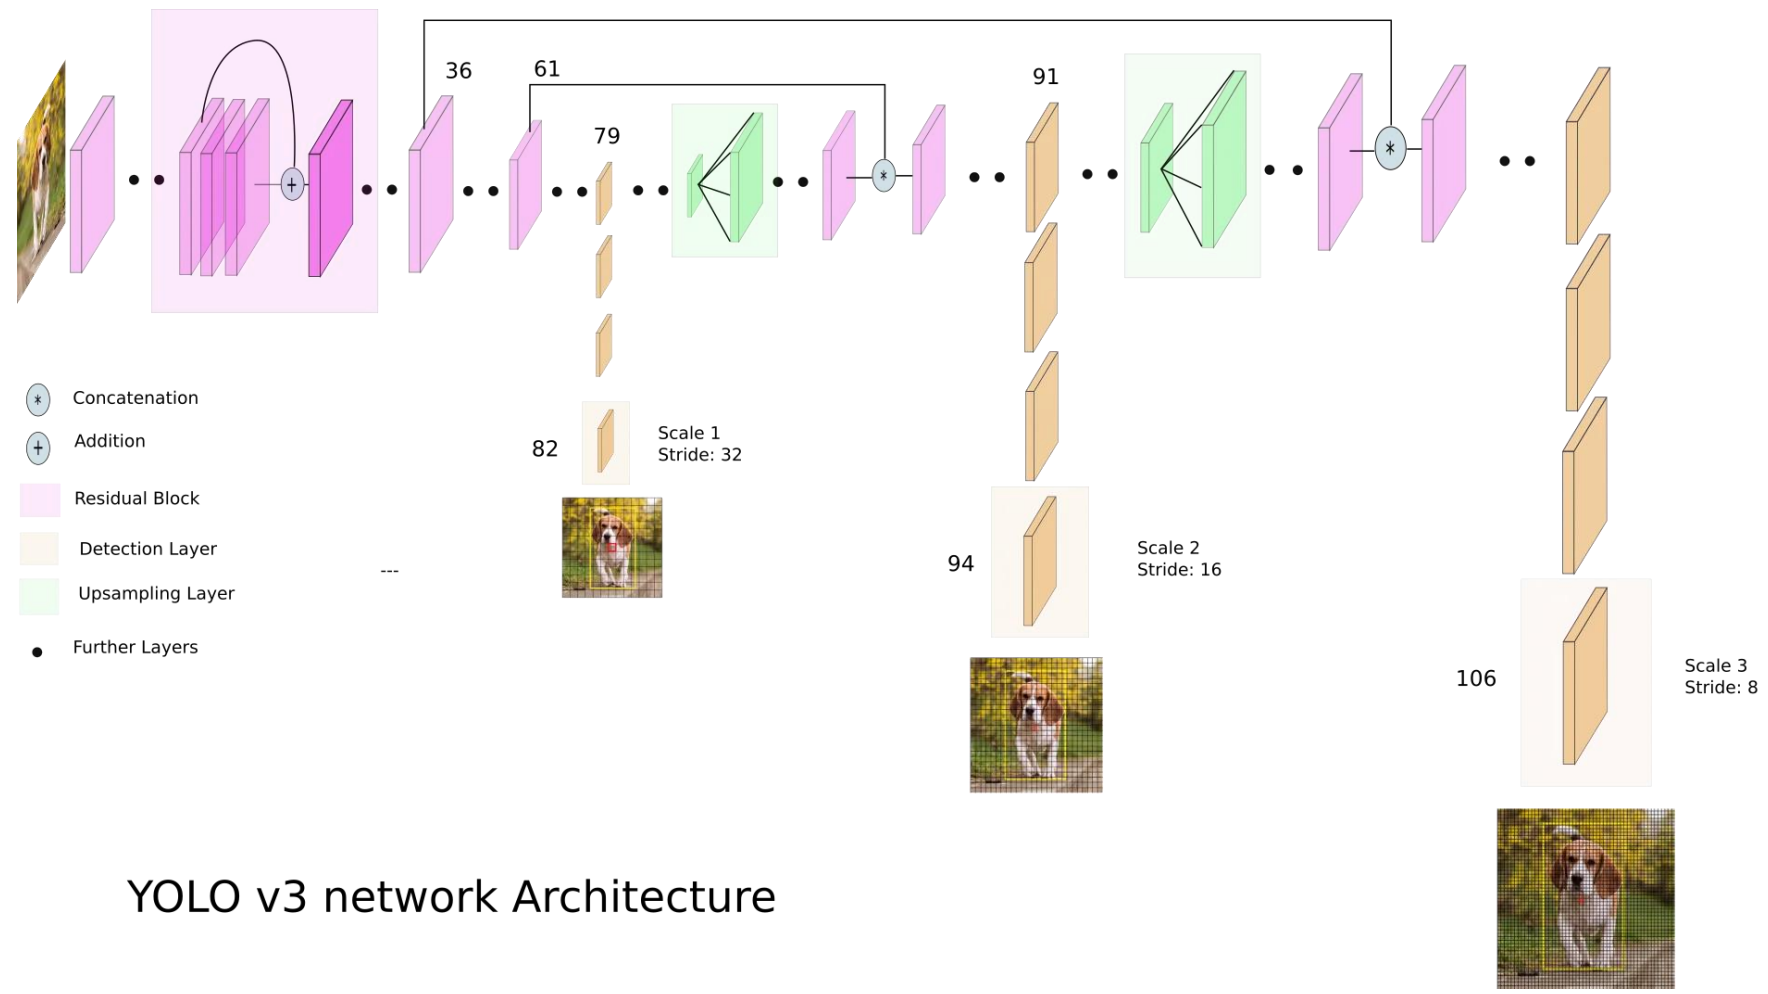 36
61
91
79
Concatenation
Addition
Residual Block
Detection Layer
Upsampling Layer
Further Layers
---
82
Scale 1
Stride: 32
94
Scale 2
Stride: 16
106
Scale 3
Stride: 8
YOLO v3 network Architecture